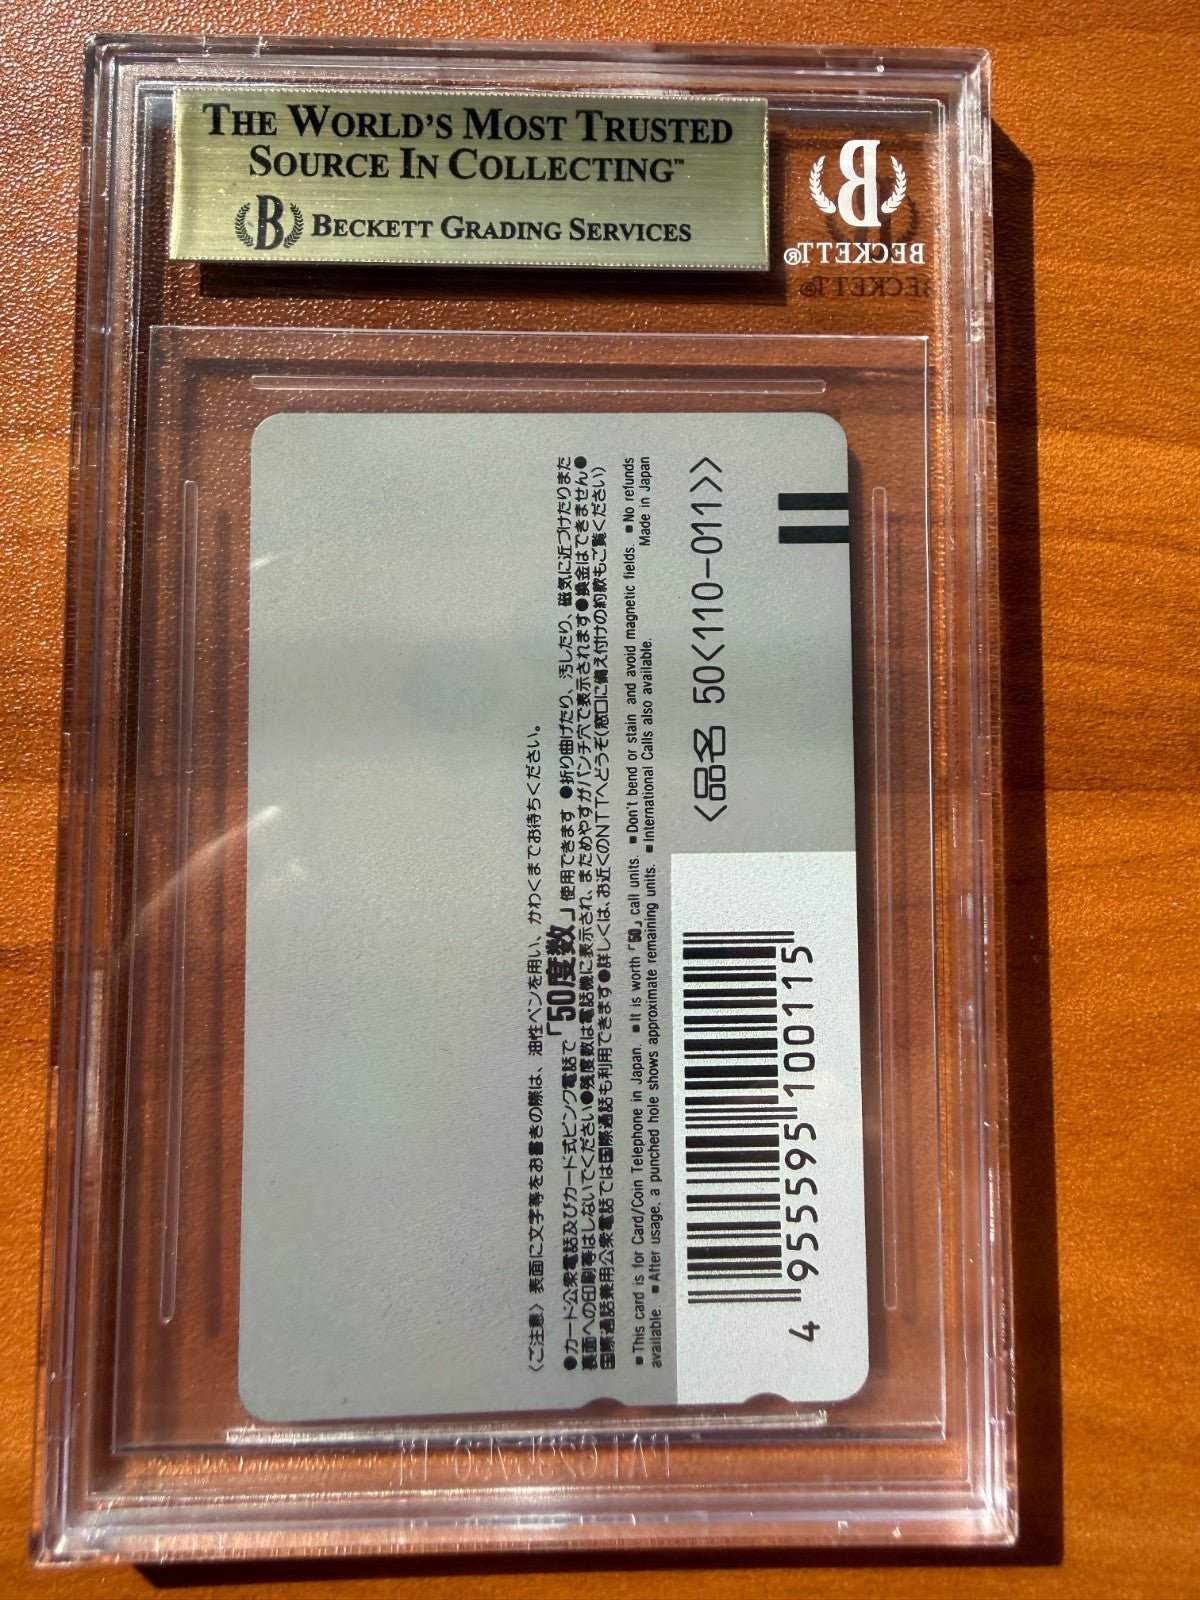 THE WORLD'S MOST TRUSTED
SOURCE IN COLLECTING™
B BECKETT GRADING SERVICES
B
BECKETT®
〈ご注意〉表面に文字等をお書きの際は、油性ペンを用い、かわくまでお待ちください。
●カード公衆電話及びカード式ピンク電話で「50度数」使用できます ●折り曲げたり、汚したり、磁気に近づけたりまた
裏面への印刷等はしないでください●残度数は電話機に表示され、まためやすがパンチ穴で表示されます●換金はできません●
国際通話兼用公衆電話では国際通話も利用できます●詳しくは、お近くのNTTへどうぞ(窓口に備え付けの約款もご覧ください)
■This card is for Card/Coin Telephone in Japan. ■It is worth「50」call units. ■Don't bend or stain and avoid magnetic fields. ■No refunds
available. ■After usage, a punched hole shows approximate remaining units. ■International Calls also available. Made in Japan
〈品名 50〈110-011〉〉
4 955595 100115